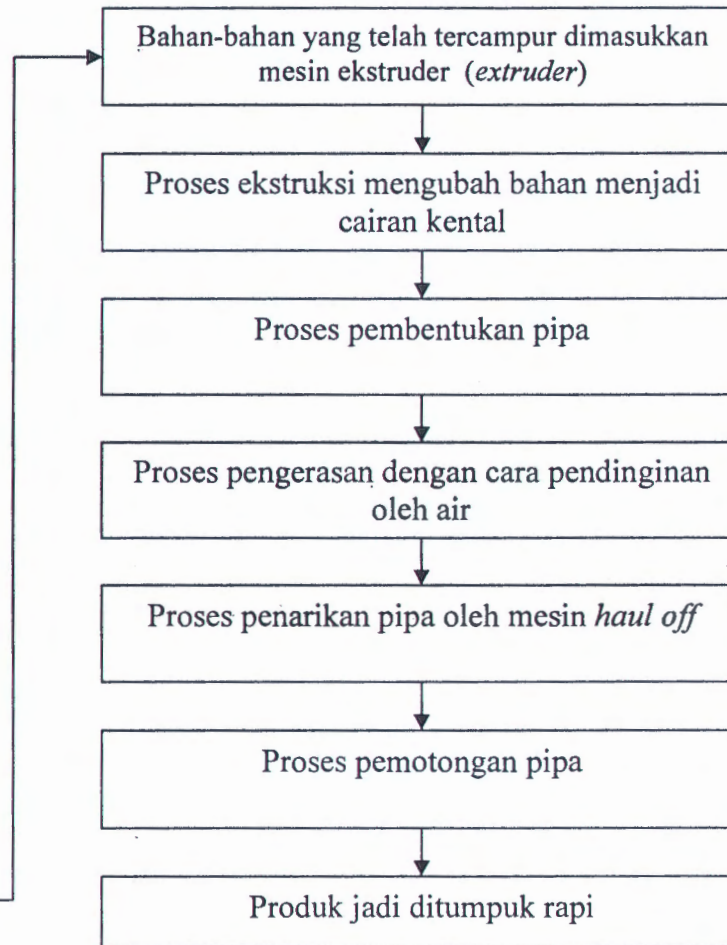 Bahan-bahan yang telah tercampur dimasukkan
mesin ekstruder (extruder)
Proses ekstruksi mengubah bahan menjadi
cairan kental
Proses pembentukan pipa
Proses pengerasan dengan cara pendinginan
oleh air
Proses penarikan pipa oleh mesin haul off
Proses pemotongan pipa
Produk jadi ditumpuk rapi